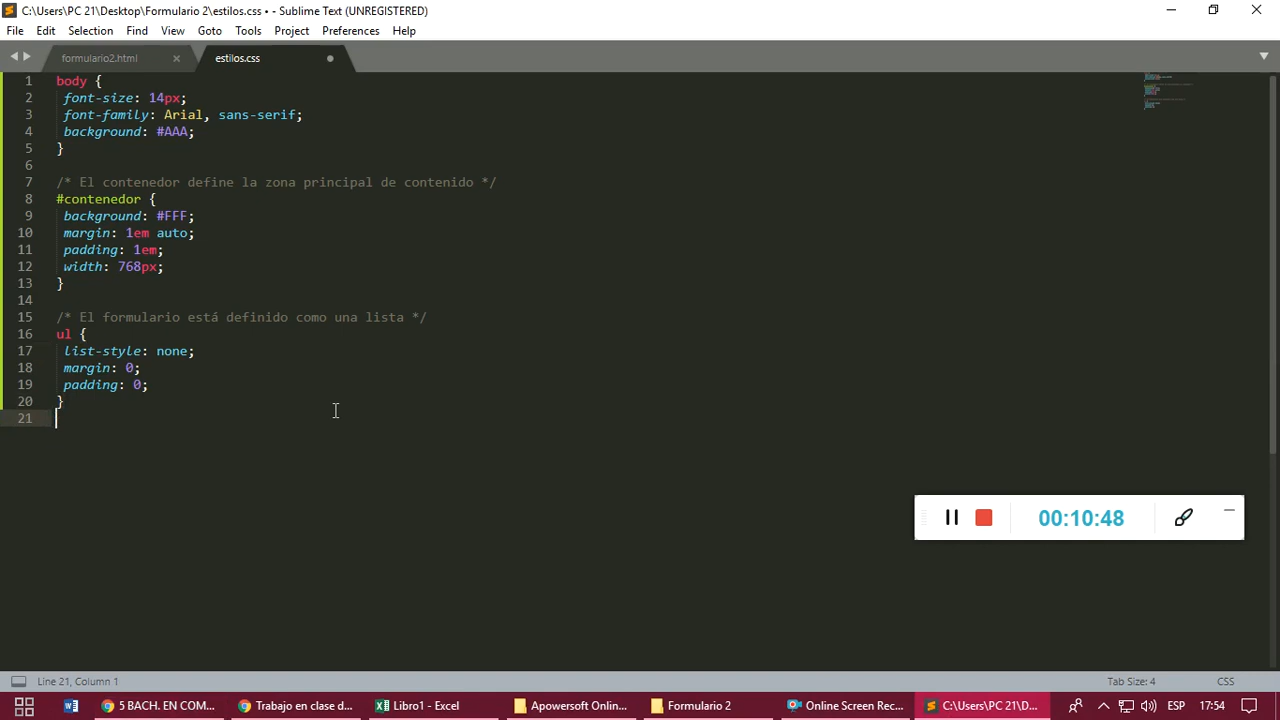 C:\Users\PC 21\Desktop\Formulario 2\estilos.css • - Sublime Text (UNREGISTERED)
File Edit Selection Find View Goto Tools Project Preferences Help
formulario2.html × estilos.css
1 body {
2 font-size: 14px;
3 font-family: Arial, sans-serif;
4 background: #AAA;
5 }
6
7 /* El contenedor define la zona principal de contenido */
8 #contenedor {
9 background: #FFF;
10 margin: 1em auto;
11 padding: 1em;
12 width: 768px;
13 }
14
15 /* El formulario está definido como una lista */
16 ul {
17 list-style: none;
18 margin: 0;
19 padding: 0;
20 }
21
00:10:48
Line 21, Column 1 Tab Size: 4 CSS
5 BACH. EN COM... Trabajo en clase d... Libro1 - Excel Apowersoft Onlin... Formulario 2 Online Screen Rec... C:\Users\PC 21\D... ESP 17:54